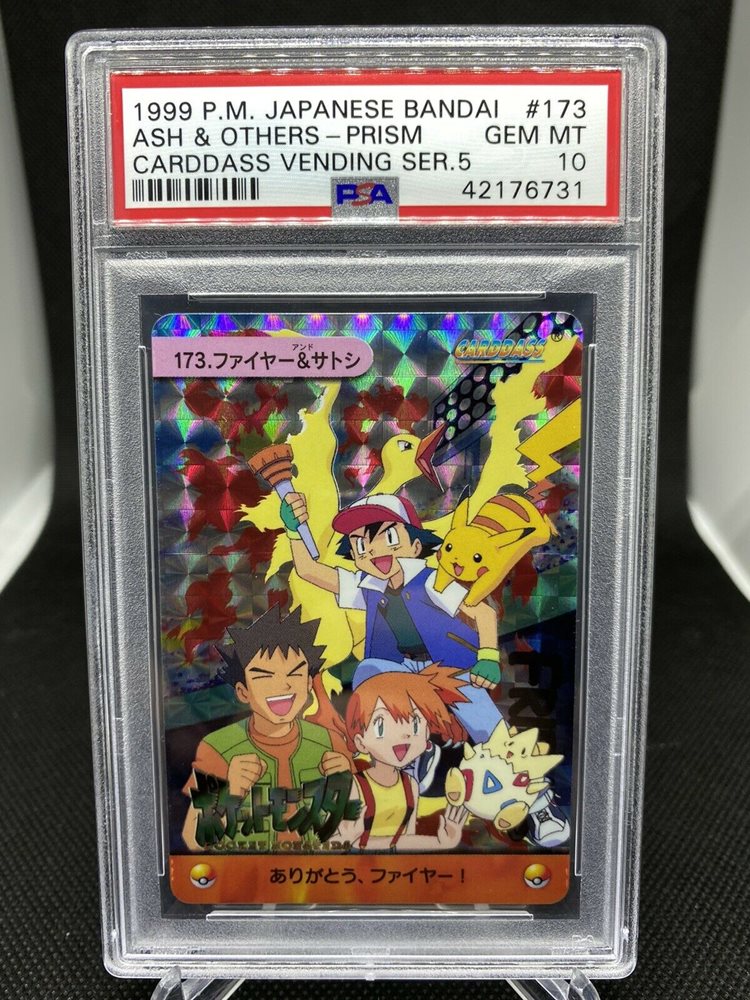 1999 P.M. JAPANESE BANDAI #173
ASH & OTHERS - PRISM GEM MT
CARDDASS VENDING SER.5 10
PSA 42176731
アンド
173.ファイヤー&サトシ
CARDDASS ®
ポケットモンスター
POCKET MONSTERS
ありがとう、ファイヤー!